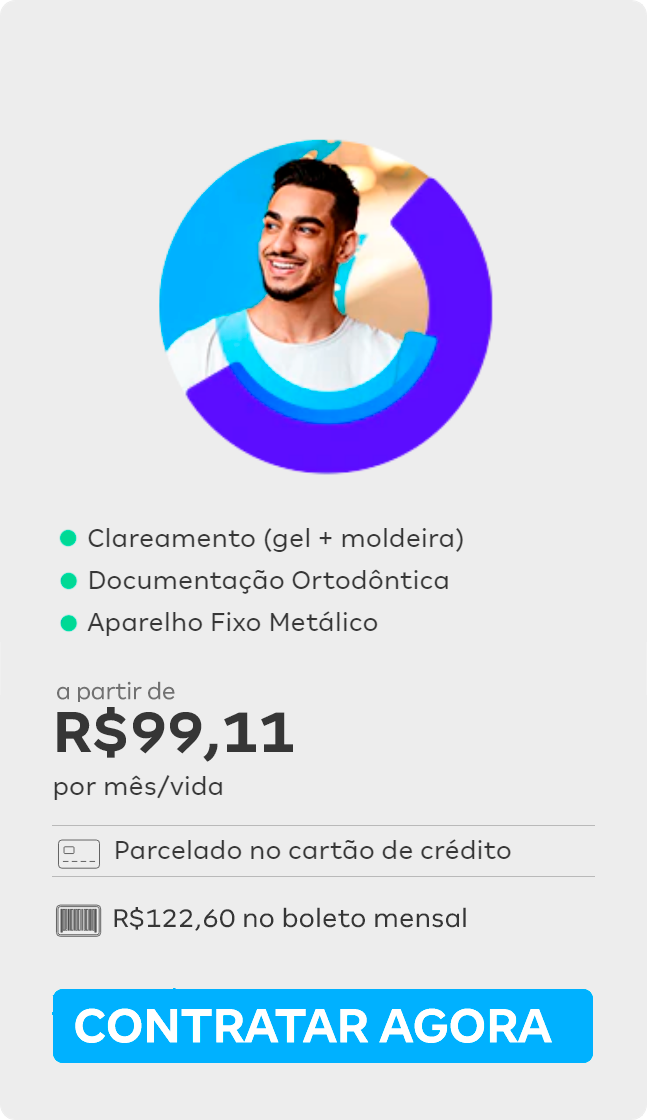 Clareamento (gel + moldeira)
Documentação Ortodôntica
Aparelho Fixo Metálico
a partir de
R$99,11
por mês/vida
Parcelado no cartão de crédito
R$122,60 no boleto mensal
CONTRATAR AGORA